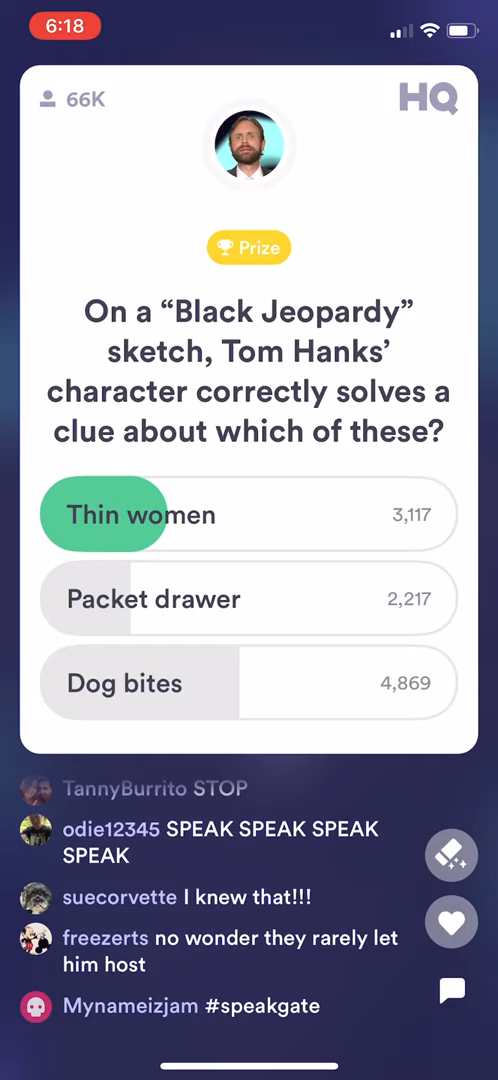 6:18
66K
HQ
Prize
On a “Black Jeopardy”
sketch, Tom Hanks’
character correctly solves a
clue about which of these?
Thin women 3,117
Packet drawer 2,217
Dog bites 4,869
TannyBurrito STOP
odie12345 SPEAK SPEAK SPEAK
SPEAK
suecorvette I knew that!!!
freezerts no wonder they rarely let
him host
Mynameizjam #speakgate